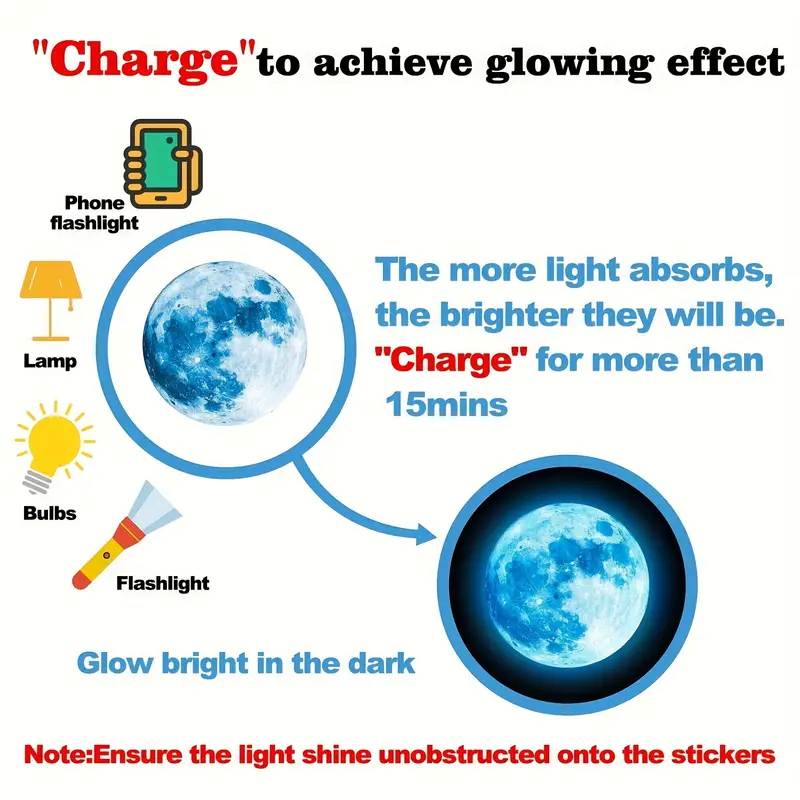 "Charge"to achieve glowing effect
Phone
flashlight
Lamp
Bulbs
Flashlight
The more light absorbs,
the brighter they will be.
"Charge" for more than
15mins
Glow bright in the dark
Note:Ensure the light shine unobstructed onto the stickers